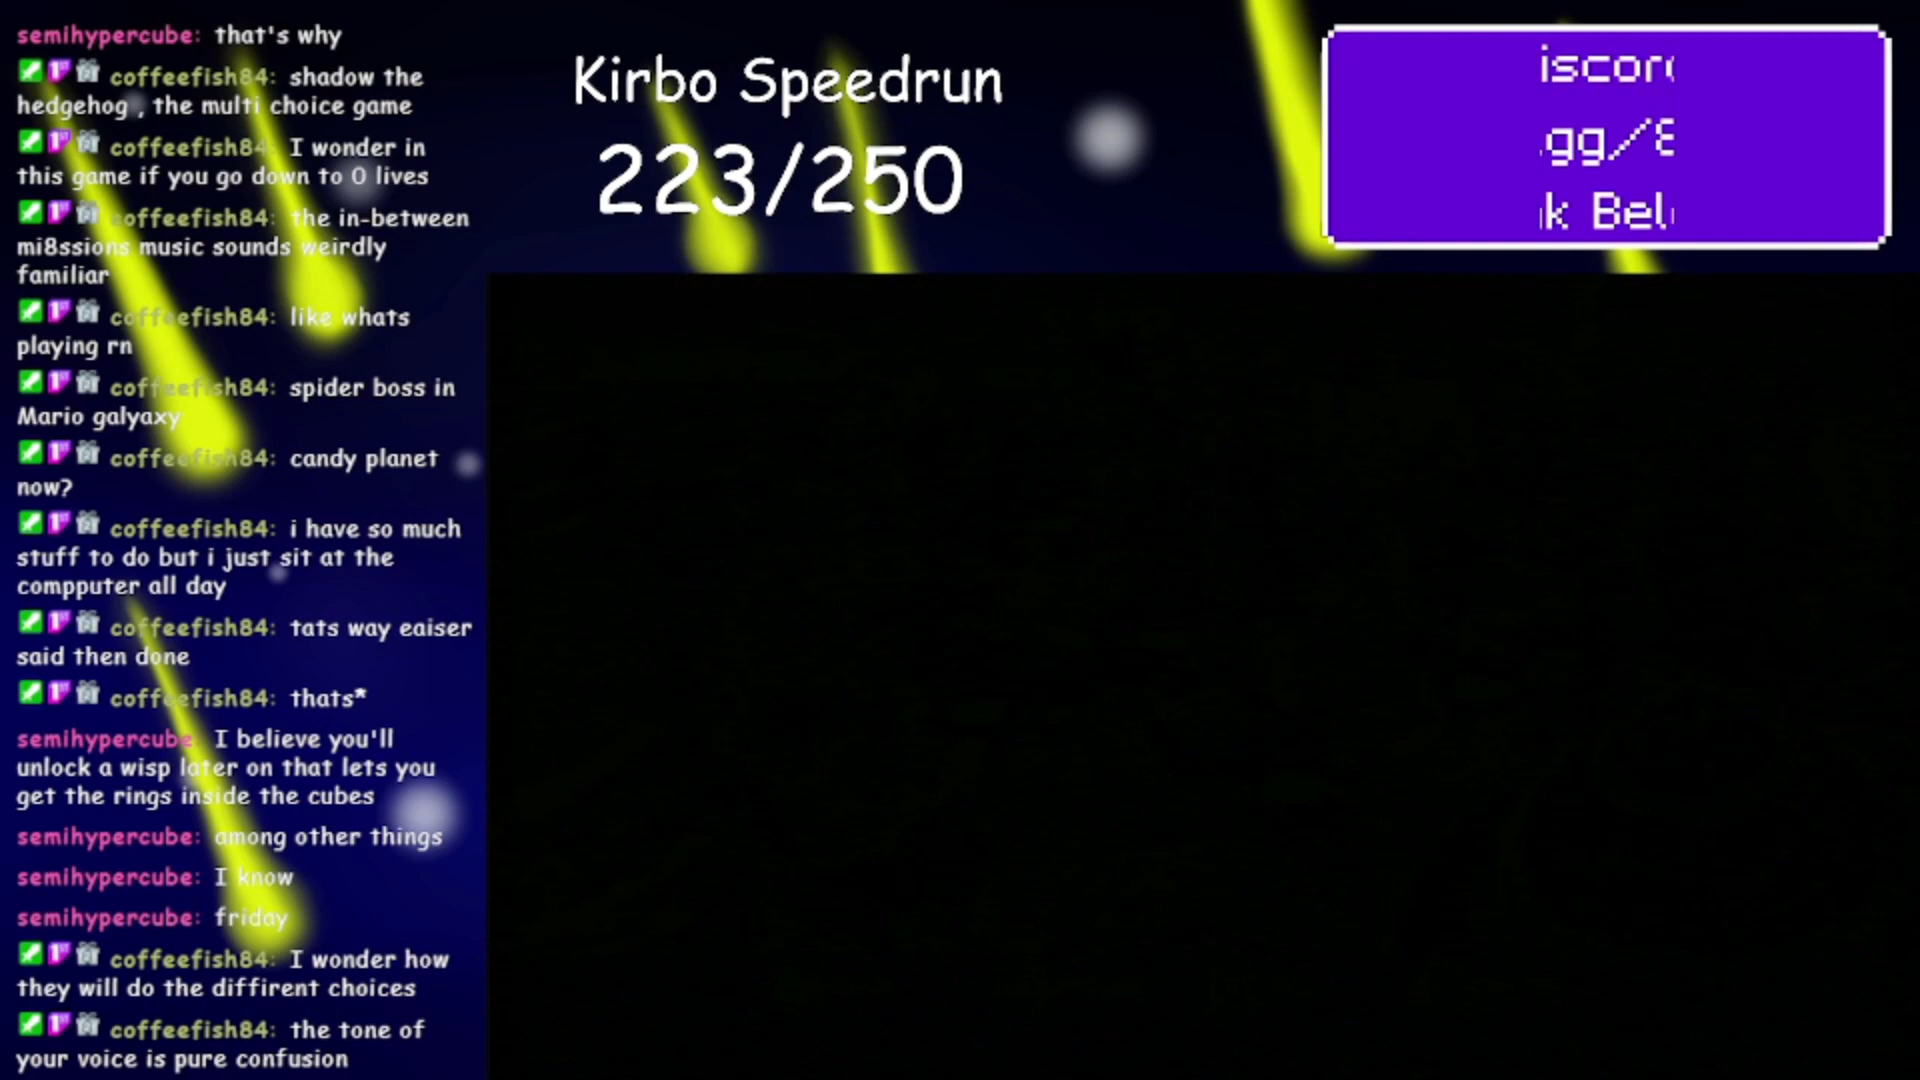 semihypercube: that's why
coffeefish84: shadow the
hedgehog , the multi choice game
coffeefish84: I wonder in
this game if you go down to 0 lives
coffeefish84: the in-between
mi8ssions music sounds weirdly
familiar
coffeefish84: like whats
playing rn
coffeefish84: spider boss in
Mario galyaxy
coffeefish84: candy planet
now?
coffeefish84: i have so much
stuff to do but i just sit at the
compputer all day
coffeefish84: tats way eaiser
said then done
coffeefish84: thats*
semihypercube: I believe you'll
unlock a wisp later on that lets you
get the rings inside the cubes
semihypercube: among other things
semihypercube: I know
semihypercube: friday
coffeefish84: I wonder how
they will do the diffirent choices
coffeefish84: the tone of
your voice is pure confusion
Kirbo Speedrun
223/250
iscor
.gg/8
k Bel